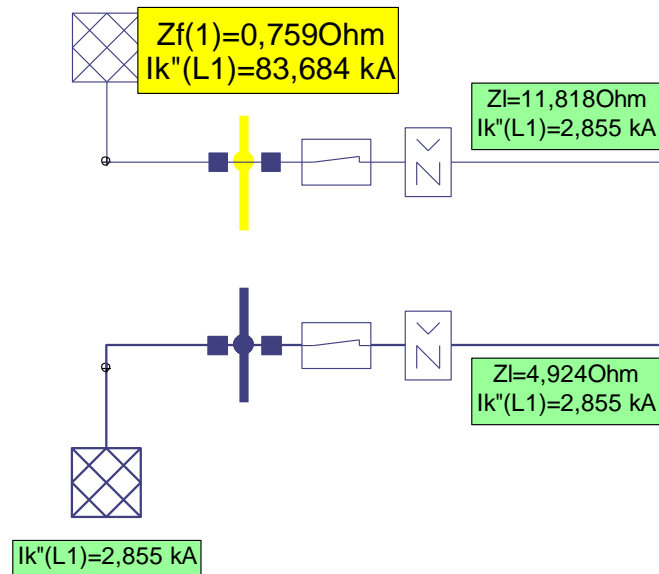 Zf(1)=0,759Ohm
Ik"(L1)=83,684 kA
Zl=11,818Ohm
Ik"(L1)=2,855 kA
Z<
Zl=4,924Ohm
Ik"(L1)=2,855 kA
Z<
Ik"(L1)=2,855 kA